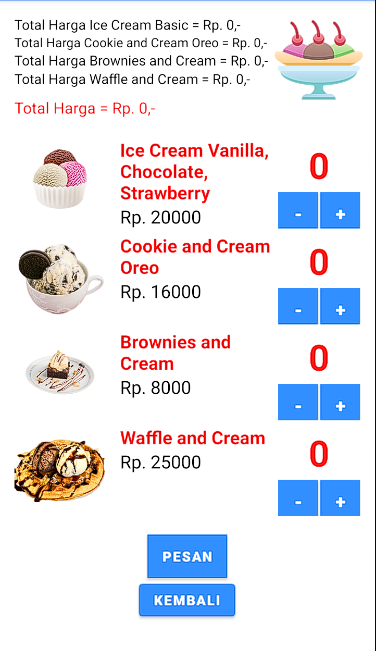 Total Harga Ice Cream Basic = Rp. 0,-
Total Harga Cookie and Cream Oreo = Rp. 0,-
Total Harga Brownies and Cream = Rp. 0,-
Total Harga Waffle and Cream = Rp. 0,-
Total Harga = Rp. 0,-
Ice Cream Vanilla,
Chocolate,
Strawberry
Rp. 20000
0
- +
Cookie and Cream
Oreo
Rp. 16000
0
- +
Brownies and
Cream
Rp. 8000
0
- +
Waffle and Cream
Rp. 25000
0
- +
PESAN
KEMBALI